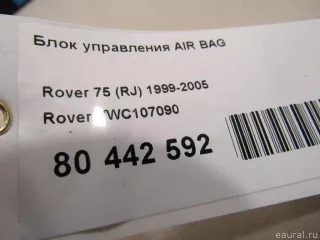 Блок управления AIR BAG
Rover 75 (RJ) 1999-2005
Rover YWC107090
80 442 592
eaural.ru